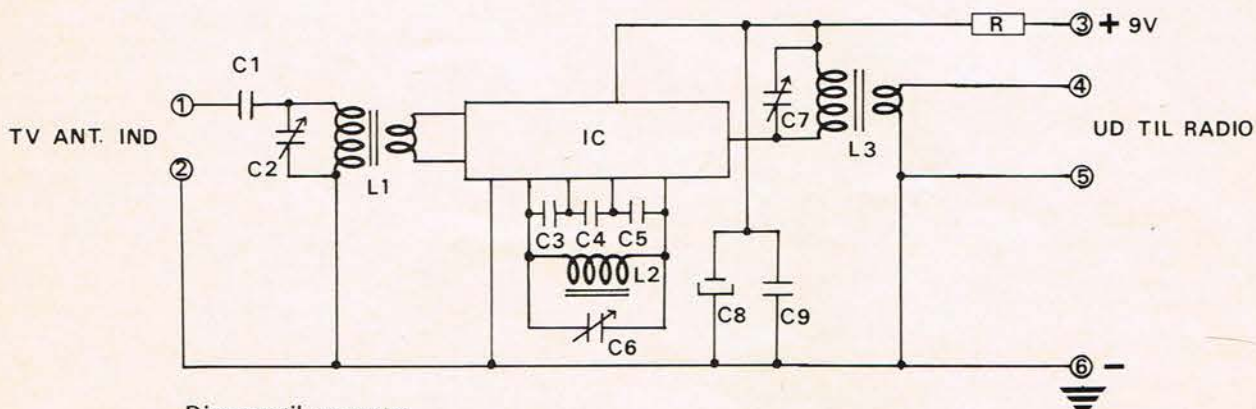 ③ + 9V
R
C1
①
④
C7
TV ANT. IND
IC
UD TIL RADIO
C2
L3
②
L1
⑤
C3 C4 C5
L2
C8 C9
C6
⑥ −